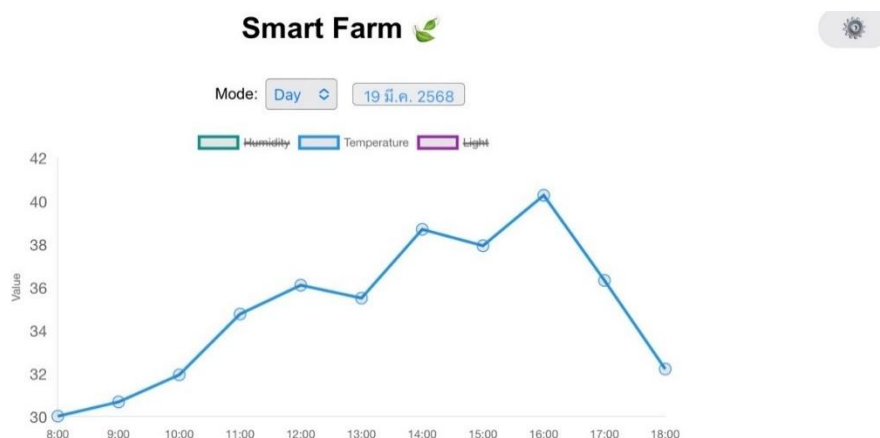 Smart Farm
Mode: Day 19 มี.ค. 2568
Humidity Temperature Light
Value
42
40
38
36
34
32
30
8:00 9:00 10:00 11:00 12:00 13:00 14:00 15:00 16:00 17:00 18:00